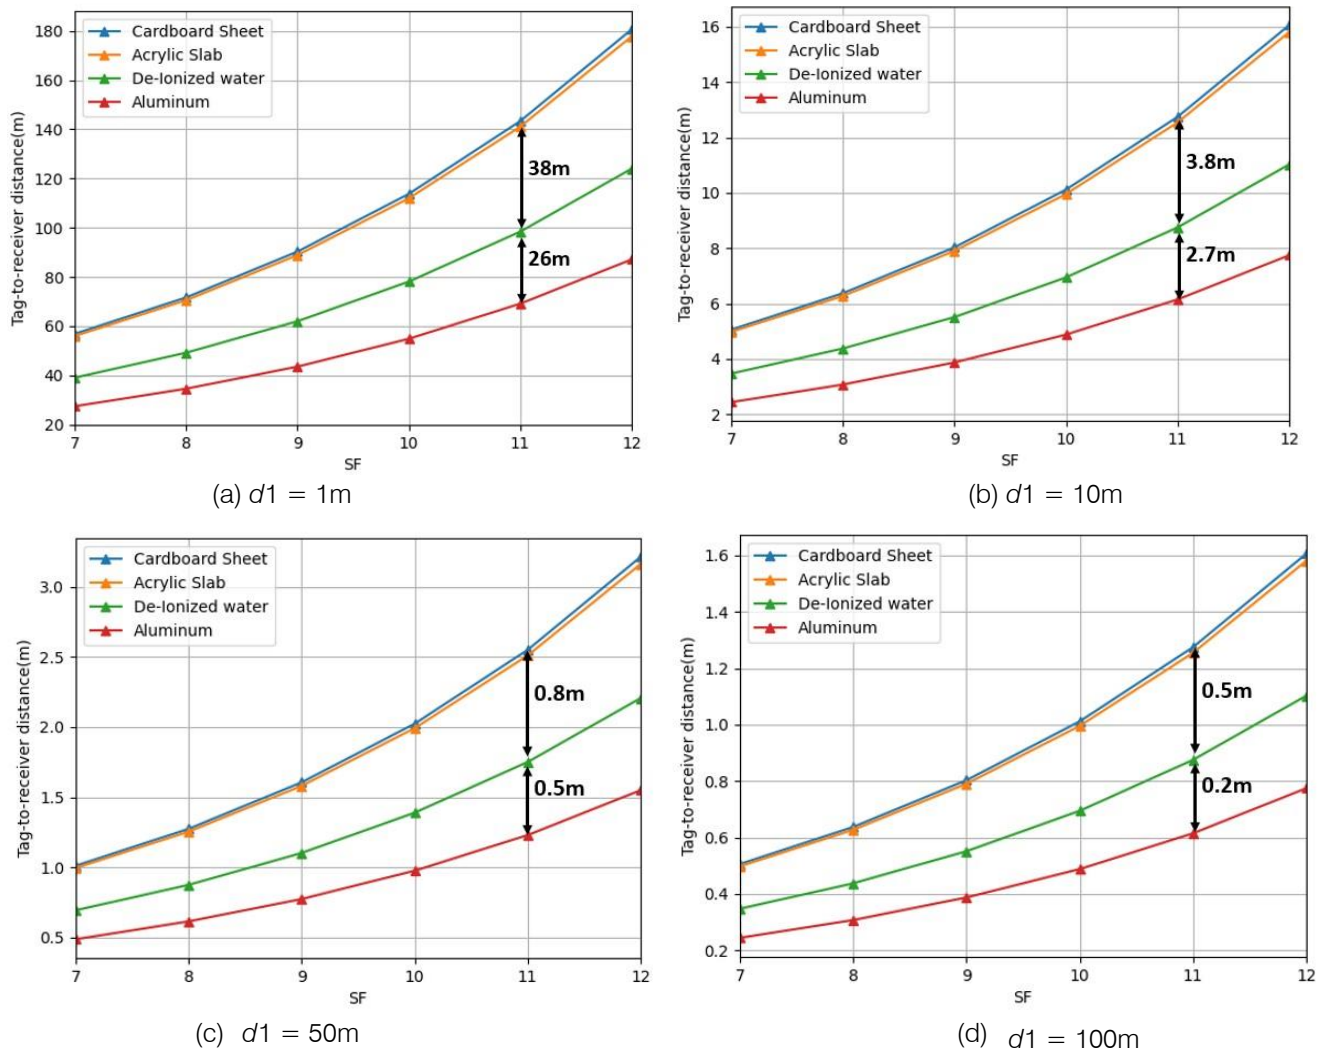 Cardboard Sheet
Acrylic Slab
De-Ionized water
Aluminum
Tag-to-receiver distance(m)
180
160
140
120
100
80
60
40
20
38m
26m
7 8 9 10 11 12
SF
(a) d1 = 1m
Cardboard Sheet
Acrylic Slab
De-Ionized water
Aluminum
Tag-to-receiver distance(m)
16
14
12
10
8
6
4
2
3.8m
2.7m
7 8 9 10 11 12
SF
(b) d1 = 10m
Cardboard Sheet
Acrylic Slab
De-Ionized water
Aluminum
Tag-to-receiver distance(m)
3.0
2.5
2.0
1.5
1.0
0.5
0.8m
0.5m
7 8 9 10 11 12
SF
(c) d1 = 50m
Cardboard Sheet
Acrylic Slab
De-Ionized water
Aluminum
Tag-to-receiver distance(m)
1.6
1.4
1.2
1.0
0.8
0.6
0.4
0.2
0.5m
0.2m
7 8 9 10 11 12
SF
(d) d1 = 100m